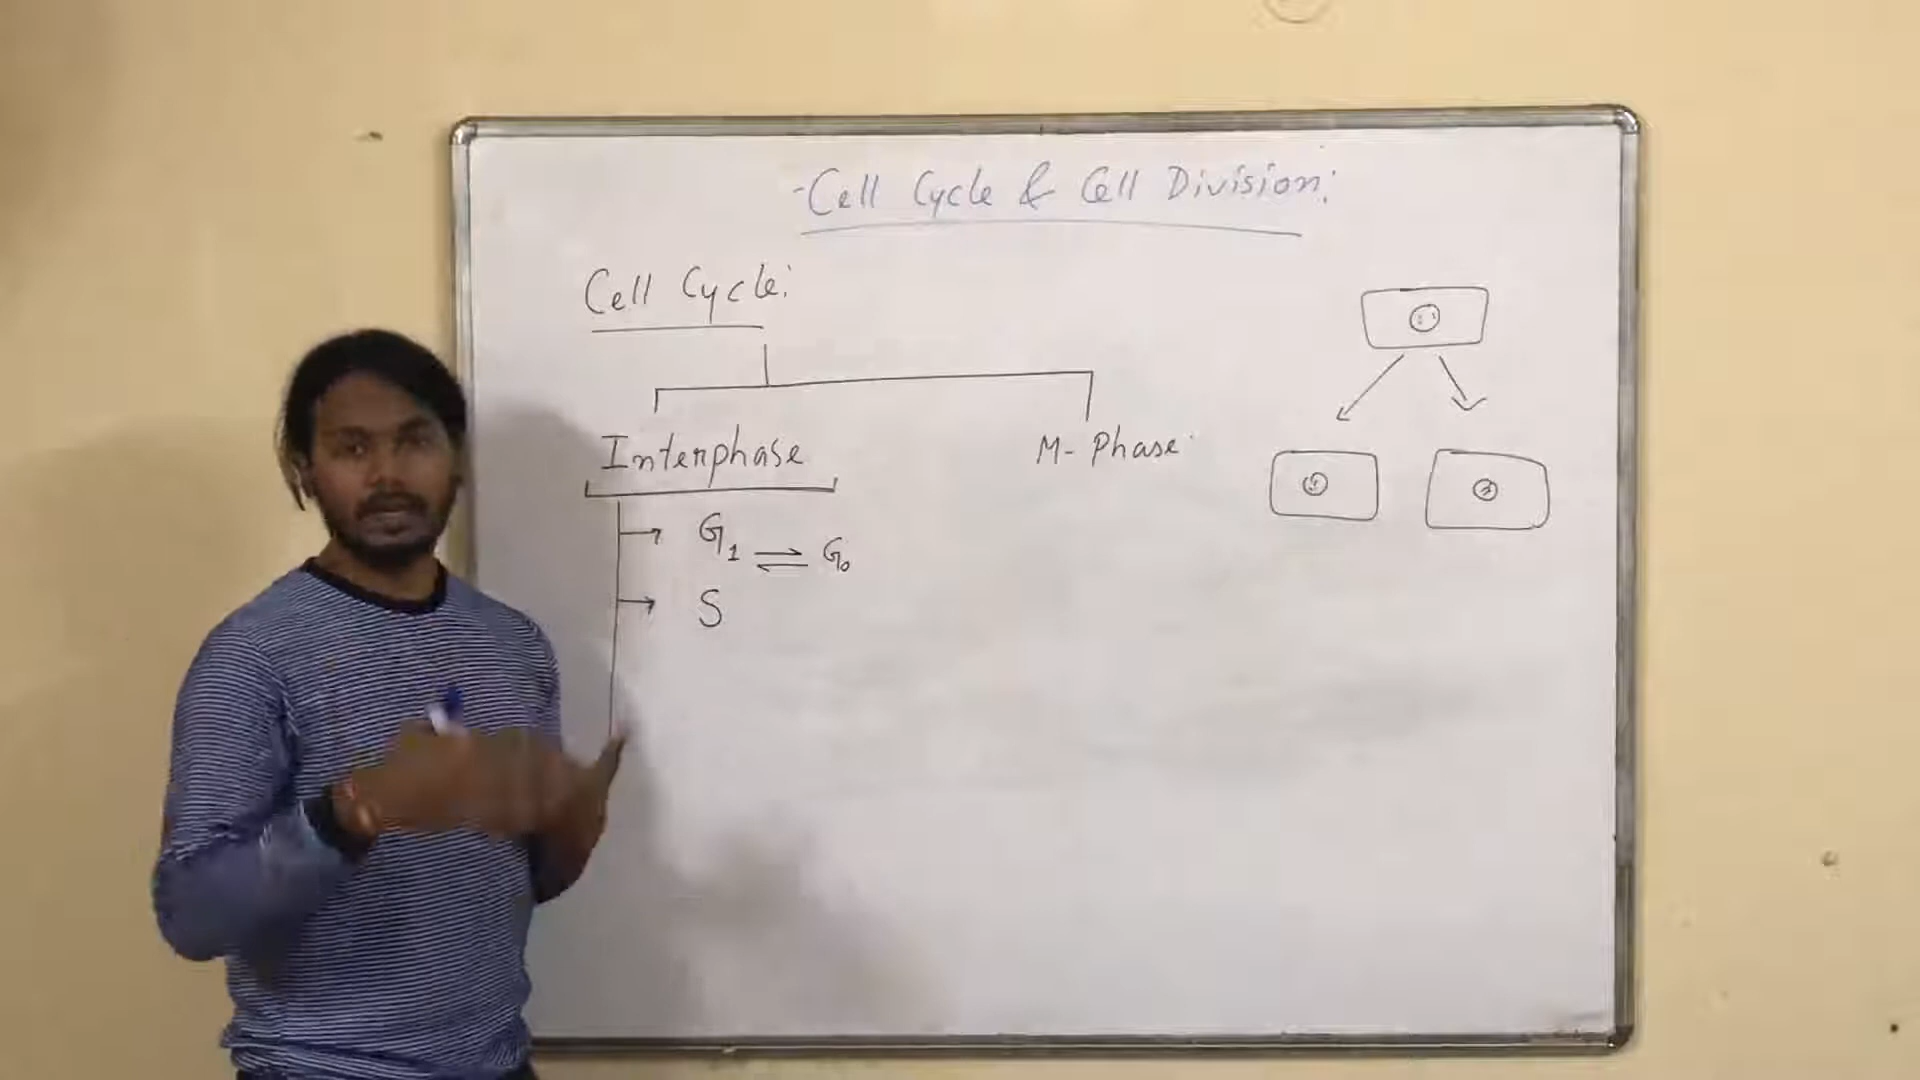 -Cell Cycle & Cell Division:
Cell Cycle:
Interphase
M-Phase
G1 ⇌ G0
S